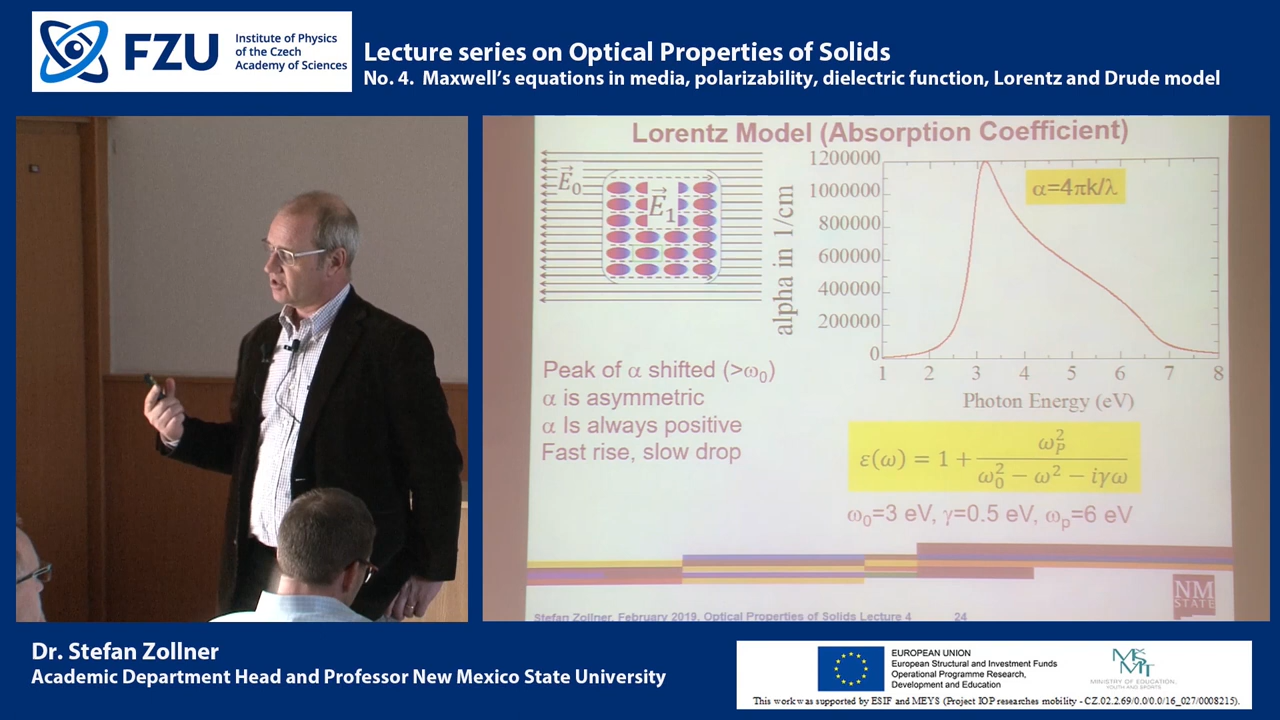 FZU
Institute of Physics
of the Czech
Academy of Sciences
Lecture series on Optical Properties of Solids
No. 4.  Maxwell's equations in media, polarizability, dielectric function, Lorentz and Drude model
Lorentz Model (Absorption Coefficient)
E⃗₀
E⃗₁
alpha in 1/cm
1200000
1000000
800000
600000
400000
200000
0
α=4πk/λ
1 2 3 4 5 6 7 8
Photon Energy (eV)
Peak of α shifted (>ω₀)
α is asymmetric
α Is always positive
Fast rise, slow drop
ε(ω) = 1 + ω_P² / (ω₀² − ω² − iγω)
ω₀=3 eV, γ=0.5 eV, ωₚ=6 eV
NM
STATE
Stefan Zollner, February 2019, Optical Properties of Solids Lecture 4 24
Dr. Stefan Zollner
Academic Department Head and Professor New Mexico State University
EUROPEAN UNION
European Structural and Investment Funds
Operational Programme Research,
Development and Education
MINISTRY OF EDUCATION,
YOUTH AND SPORTS
This work was supported by ESIF and MEYS (Project IOP researches mobility - CZ.02.2.69/0.0/0.0/16_027/0008215).